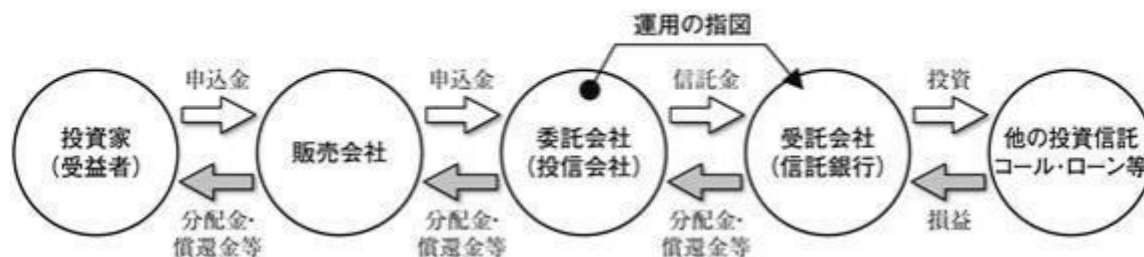 運用の指図
申込金
申込金
信託金
投資
投資家
(受益者)
販売会社
委託会社
(投信会社)
受託会社
(信託銀行)
他の投資信託
コール・ローン等
分配金・
償還金等
分配金・
償還金等
分配金・
償還金等
損益